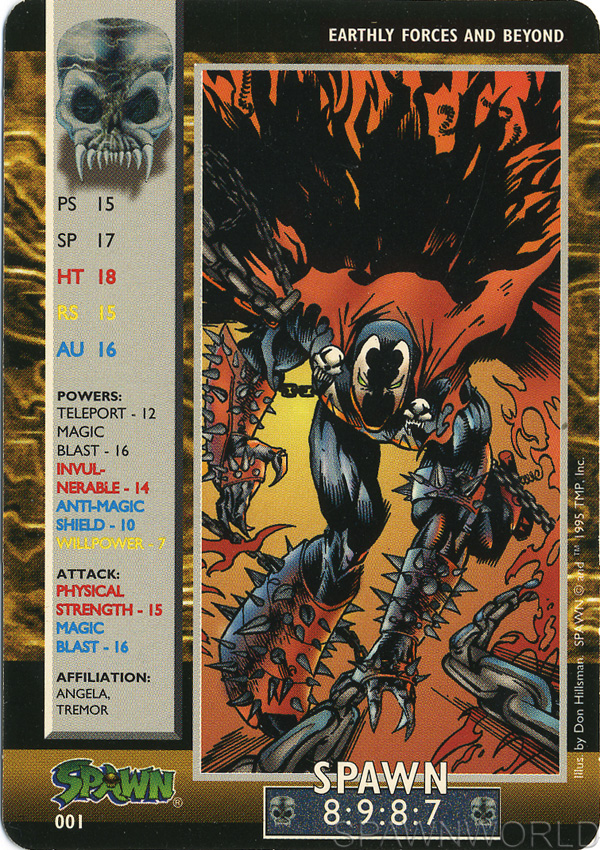 EARTHLY FORCES AND BEYOND
PS 15
SP 17
HT 18
RS 15
AU 16
POWERS:
TELEPORT - 12
MAGIC
BLAST - 16
INVUL-
NERABLE - 14
ANTI-MAGIC
SHIELD - 10
WILLPOWER - 7
ATTACK:
PHYSICAL
STRENGTH - 15
MAGIC
BLAST - 16
AFFILIATION:
ANGELA,
TREMOR
Illus. by Don Hillsman. SPAWN, © and ™ 1995 TMP, Inc.
SPAWN®
001
SPAWN
8:9:8:7
SPAWNWORLD